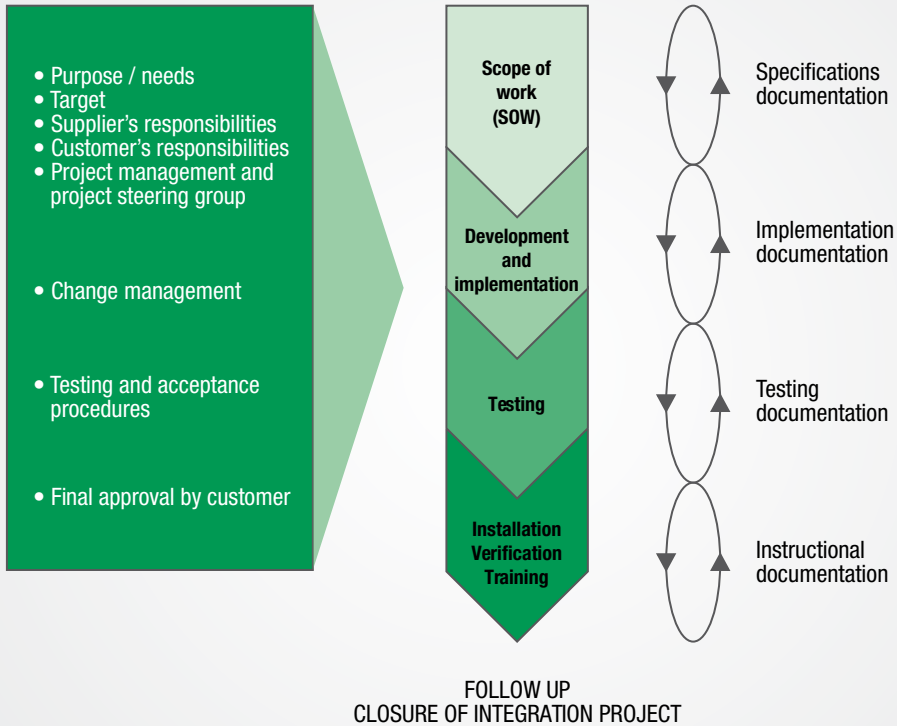 • Purpose / needs
• Target
• Supplier’s responsibilities
• Customer’s responsibilities
• Project management and
project steering group
• Change management
• Testing and acceptance
procedures
• Final approval by customer
Scope of
work
(SOW)
Development
and
implementation
Testing
Installation
Verification
Training
Specifications
documentation
Implementation
documentation
Testing
documentation
Instructional
documentation
FOLLOW UP
CLOSURE OF INTEGRATION PROJECT